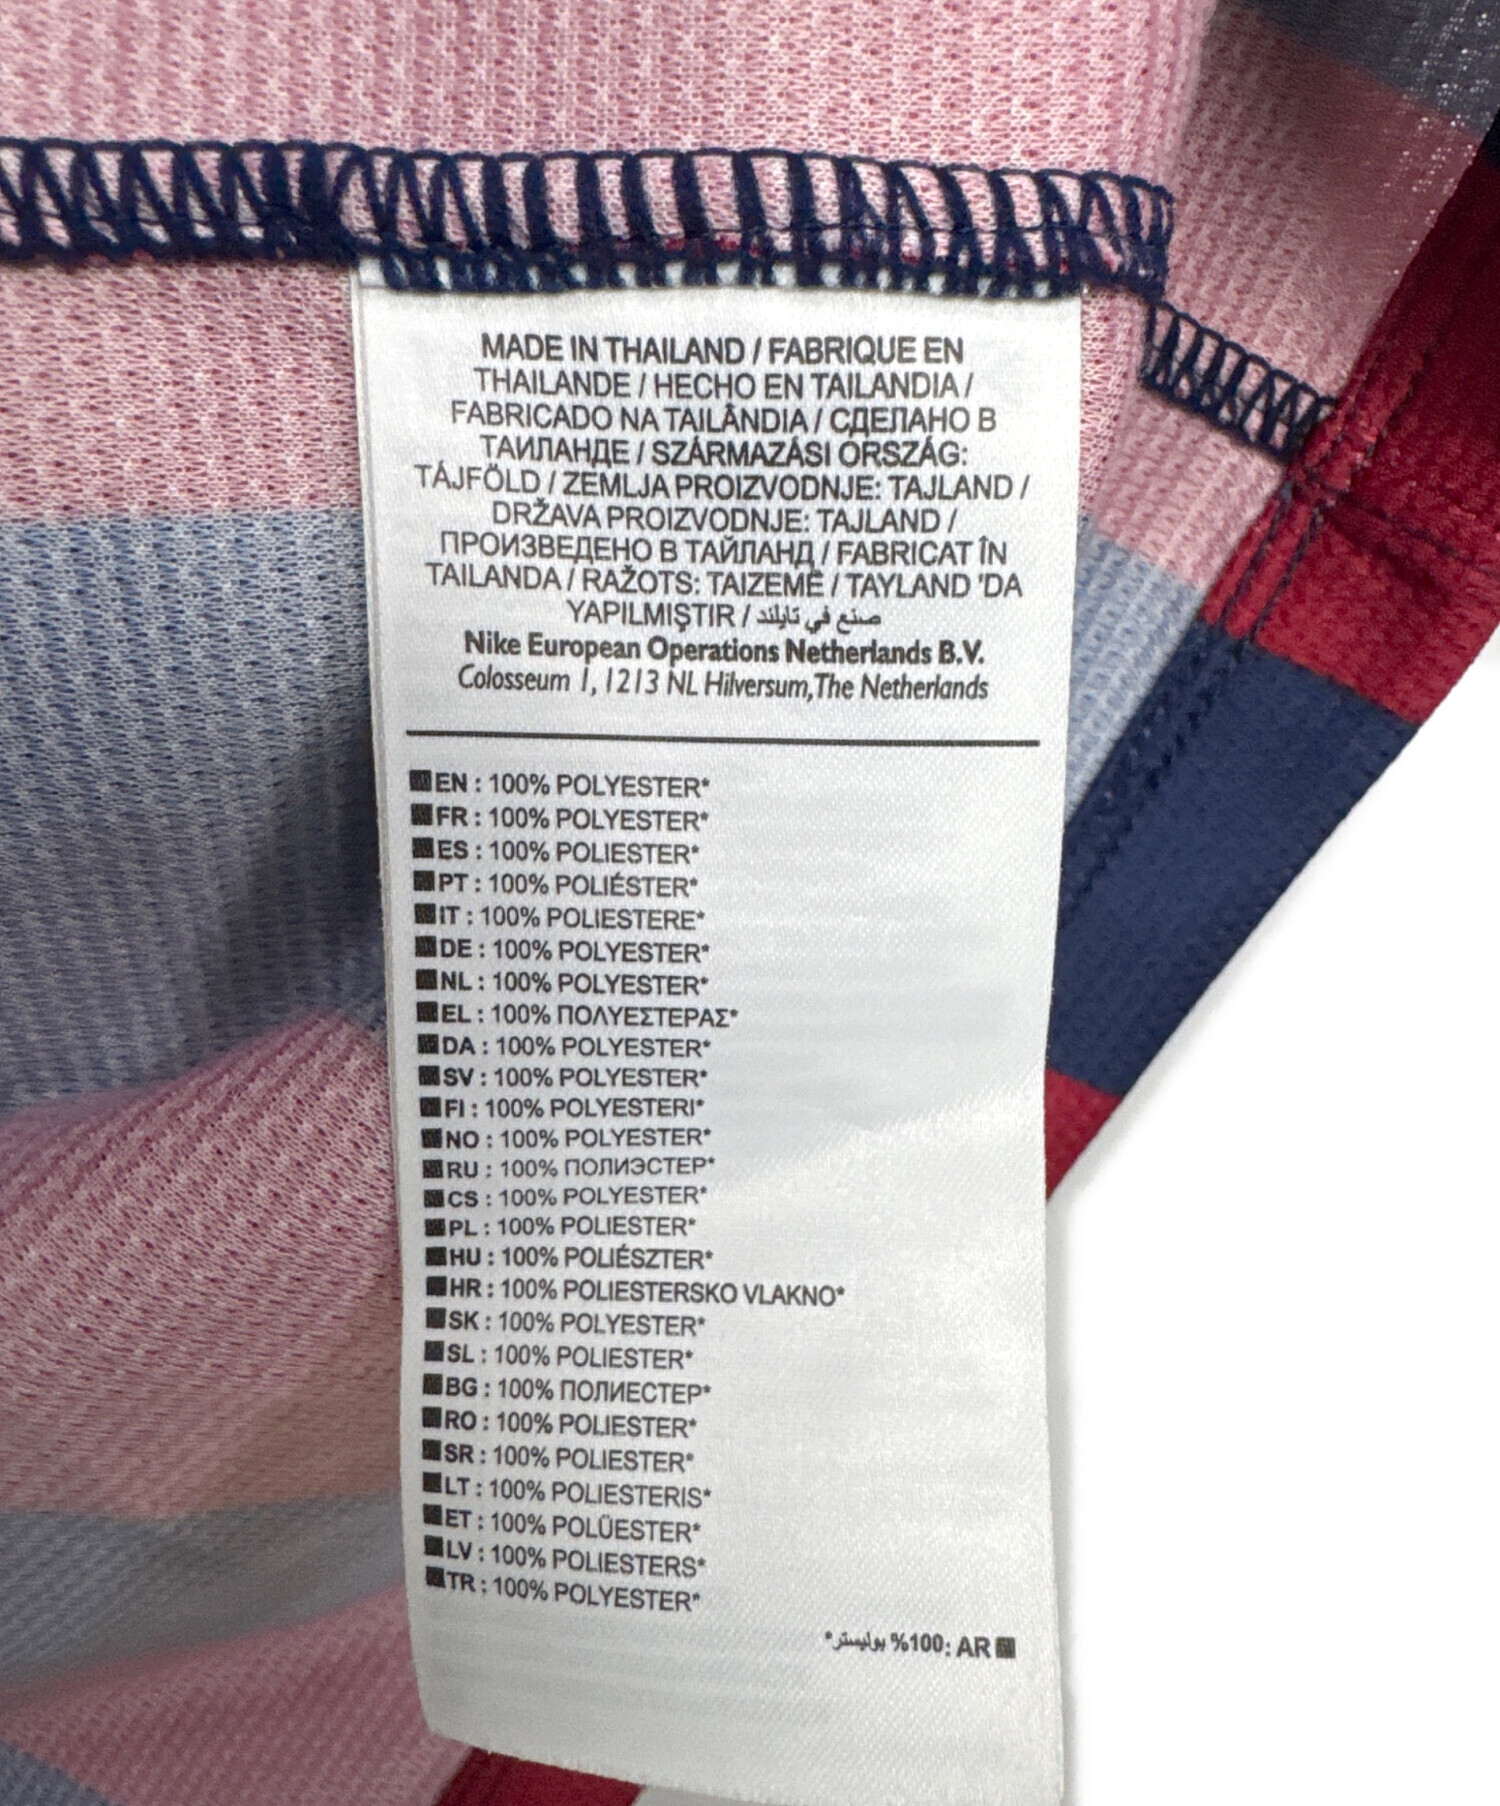 MADE IN THAILAND / FABRIQUE EN
THAILANDE / HECHO EN TAILANDIA /
FABRICADO NA TAILÂNDIA / СДЕЛАНО В
ТАИЛАНДЕ / SZÁRMAZÁSI ORSZÁG:
TÁJFÖLD / ZEMLJA PROIZVODNJE: TAJLAND /
DRŽAVA PROIZVODNJE: TAJLAND /
ПРОИЗВЕДЕНО В ТАЙЛАНД / FABRICAT ÎN
TAILANDA / RAŽOTS: TAIZEMĒ / TAYLAND 'DA
YAPILMIŞTIR / صنع في تايلند
Nike European Operations Netherlands B.V.
Colosseum 1, 1213 NL Hilversum, The Netherlands
EN : 100% POLYESTER*
FR : 100% POLYESTER*
ES : 100% POLIESTER*
PT : 100% POLIÉSTER*
IT : 100% POLIESTERE*
DE : 100% POLYESTER*
NL : 100% POLYESTER*
EL : 100% ΠΟΛΥΕΣΤΕΡΑΣ*
DA : 100% POLYESTER*
SV : 100% POLYESTER*
FI : 100% POLYESTERI*
NO : 100% POLYESTER*
RU : 100% ПОЛИЭСТЕР*
CS : 100% POLYESTER*
PL : 100% POLIESTER*
HU : 100% POLIÉSZTER*
HR : 100% POLIESTERSKO VLAKNO*
SK : 100% POLYESTER*
SL : 100% POLIESTER*
BG : 100% ПОЛИЕСТЕР*
RO : 100% POLIESTER*
SR : 100% POLIESTER*
LT : 100% POLIESTERIS*
ET : 100% POLÜESTER*
LV : 100% POLIESTERS*
TR : 100% POLYESTER*
AR : 100% بوليستر*